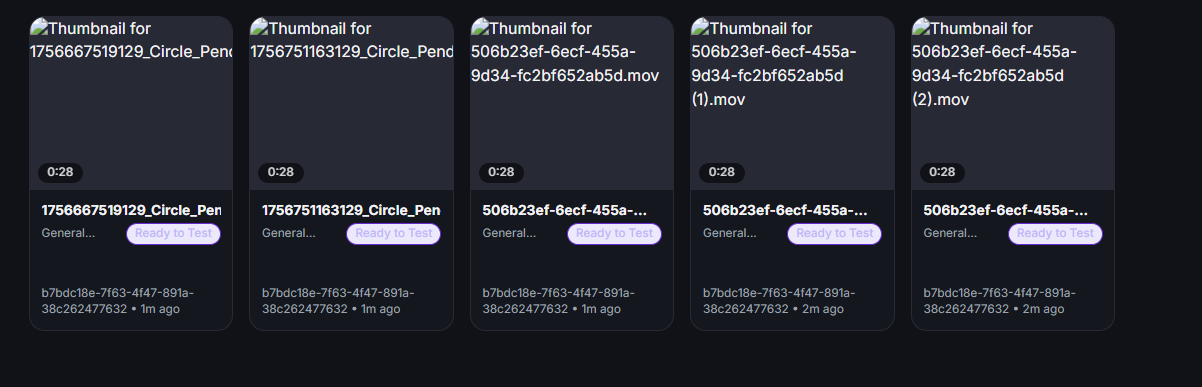 Thumbnail for
1756667519129_Circle_Pend
0:28
1756667519129_Circle_Pen
General...
Ready to Test
b7bdc18e-7f63-4f47-891a-
38c262477632 • 1m ago
Thumbnail for
1756751163129_Circle_Pend
0:28
1756751163129_Circle_Pen
General...
Ready to Test
b7bdc18e-7f63-4f47-891a-
38c262477632 • 1m ago
Thumbnail for
506b23ef-6ecf-455a-
9d34-fc2bf652ab5d.mov
0:28
506b23ef-6ecf-455a-...
General...
Ready to Test
b7bdc18e-7f63-4f47-891a-
38c262477632 • 1m ago
Thumbnail for
506b23ef-6ecf-455a-
9d34-fc2bf652ab5d
(1).mov
0:28
506b23ef-6ecf-455a-...
General...
Ready to Test
b7bdc18e-7f63-4f47-891a-
38c262477632 • 2m ago
Thumbnail for
506b23ef-6ecf-455a-
9d34-fc2bf652ab5d
(2).mov
0:28
506b23ef-6ecf-455a-...
General...
Ready to Test
b7bdc18e-7f63-4f47-891a-
38c262477632 • 2m ago